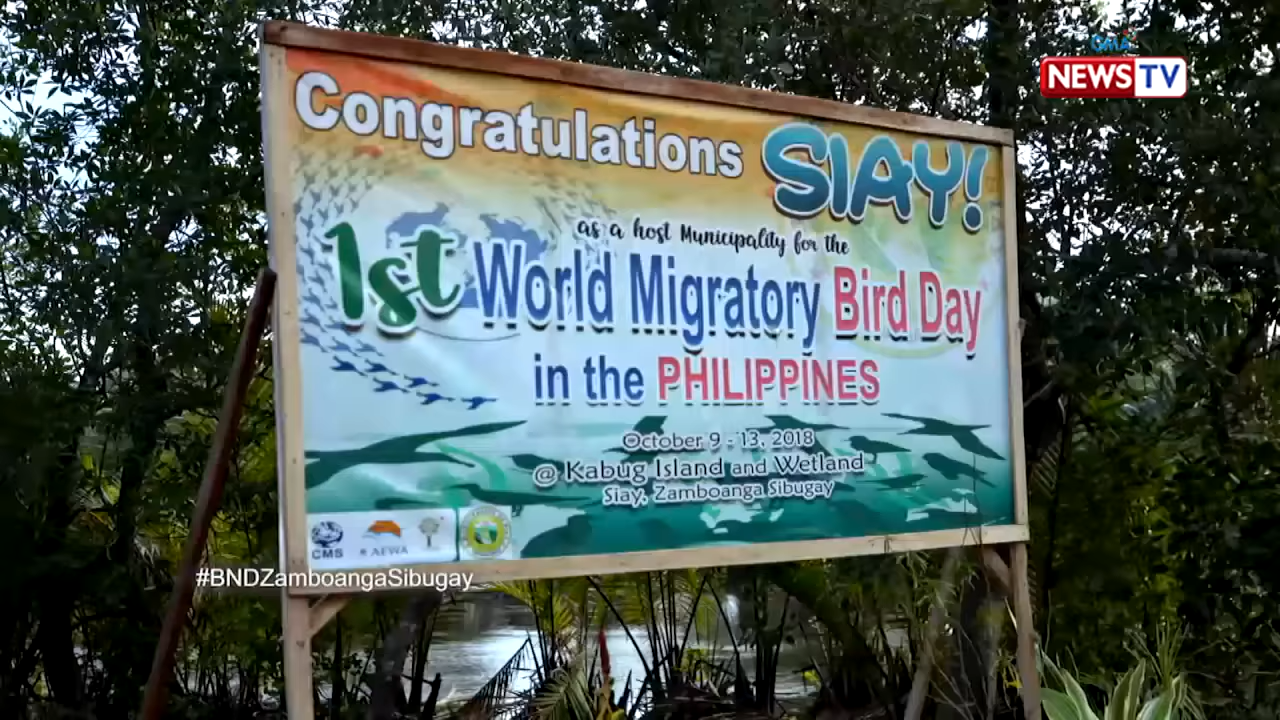 GMA
NEWS TV
Congratulations SIAY!
as a host Municipality for the
1st World Migratory Bird Day
in the PHILIPPINES
October 9 - 13, 2018
@ Kabug Island and Wetland
Siay, Zamboanga Sibugay
CMS
AEWA
#BNDZamboangaSibugay